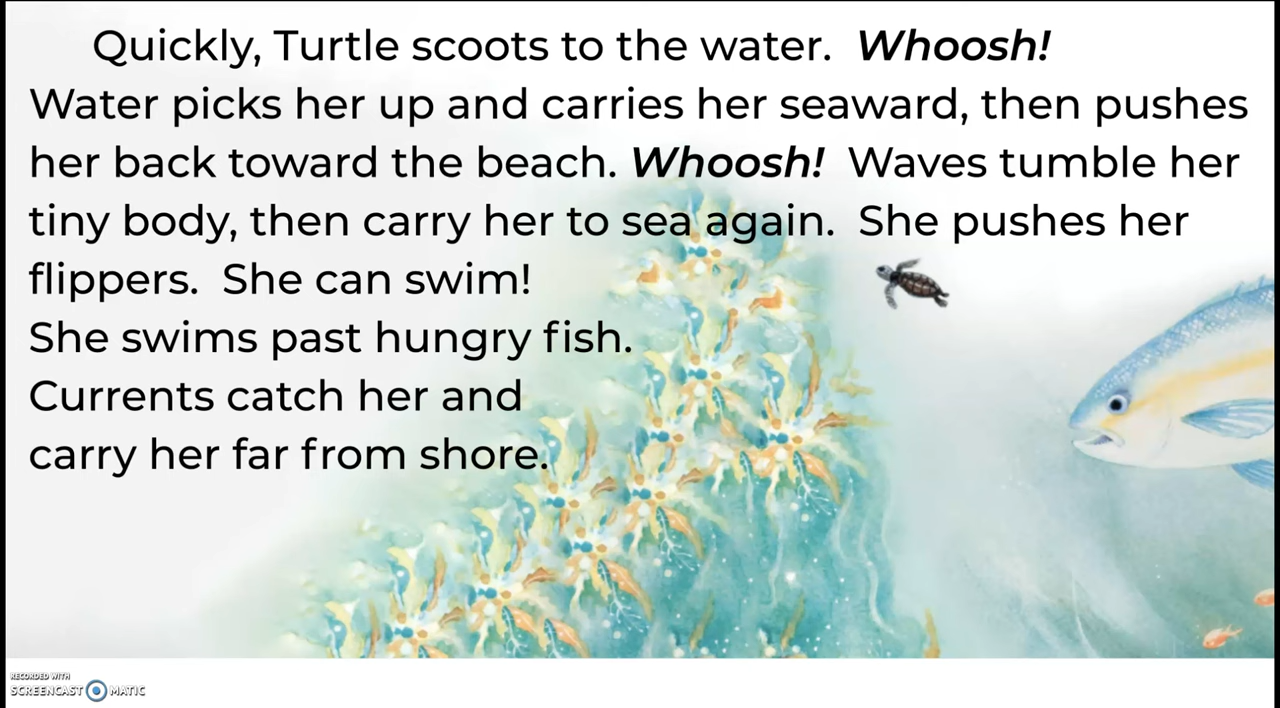 Quickly, Turtle scoots to the water. Whoosh!
Water picks her up and carries her seaward, then pushes
her back toward the beach. Whoosh! Waves tumble her
tiny body, then carry her to sea again. She pushes her
flippers. She can swim!
She swims past hungry fish.
Currents catch her and
carry her far from shore.
RECORDED WITH
SCREENCAST MATIC